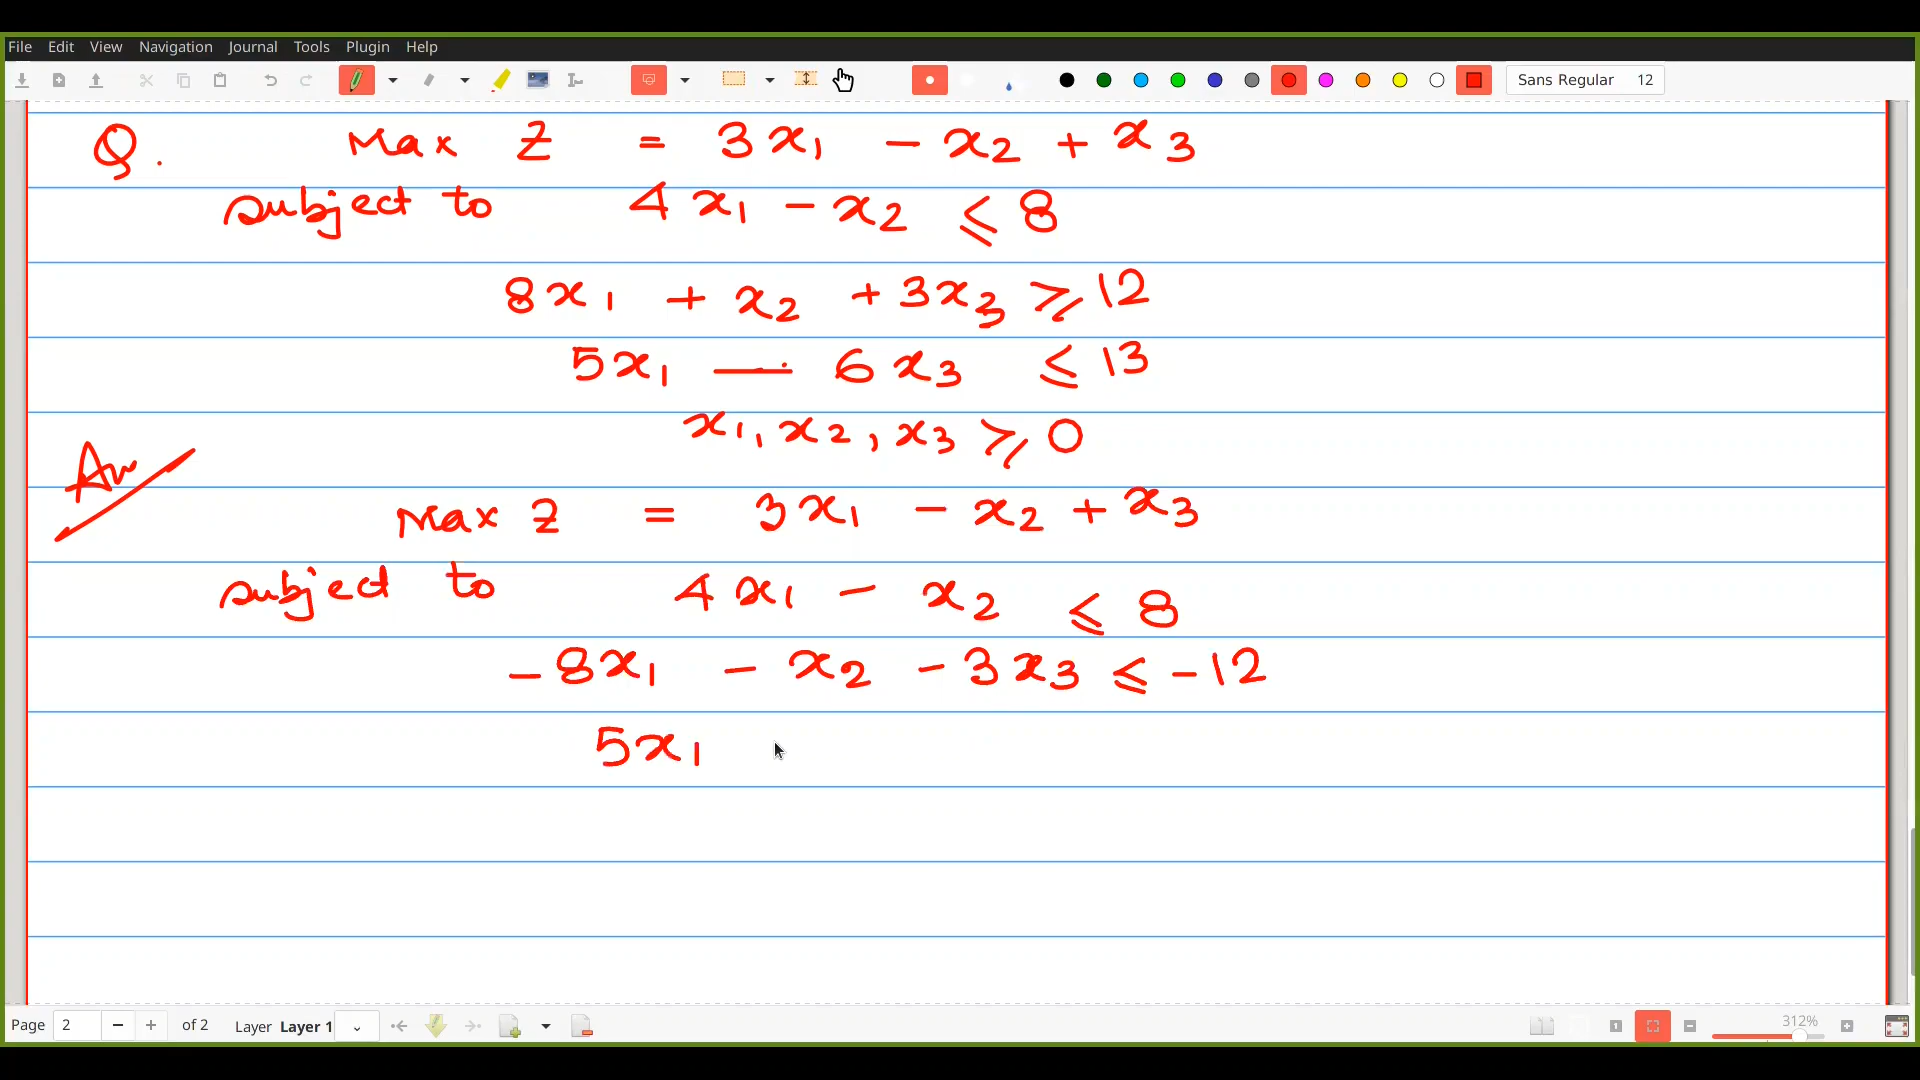 File Edit View Navigation Journal Tools Plugin Help
Sans Regular 12
Q. Max Z = 3x₁ - x₂ + x₃
subject to 4x₁ - x₂ ≤ 8
8x₁ + x₂ + 3x₃ ≥ 12
5x₁ - 6x₃ ≤ 13
x₁, x₂, x₃ ≥ 0
Max Z = 3x₁ - x₂ + x₃
subject to 4x₁ - x₂ ≤ 8
-8x₁ - x₂ - 3x₃ ≤ -12
5x₁
Page 2 of 2 Layer Layer 1 312%